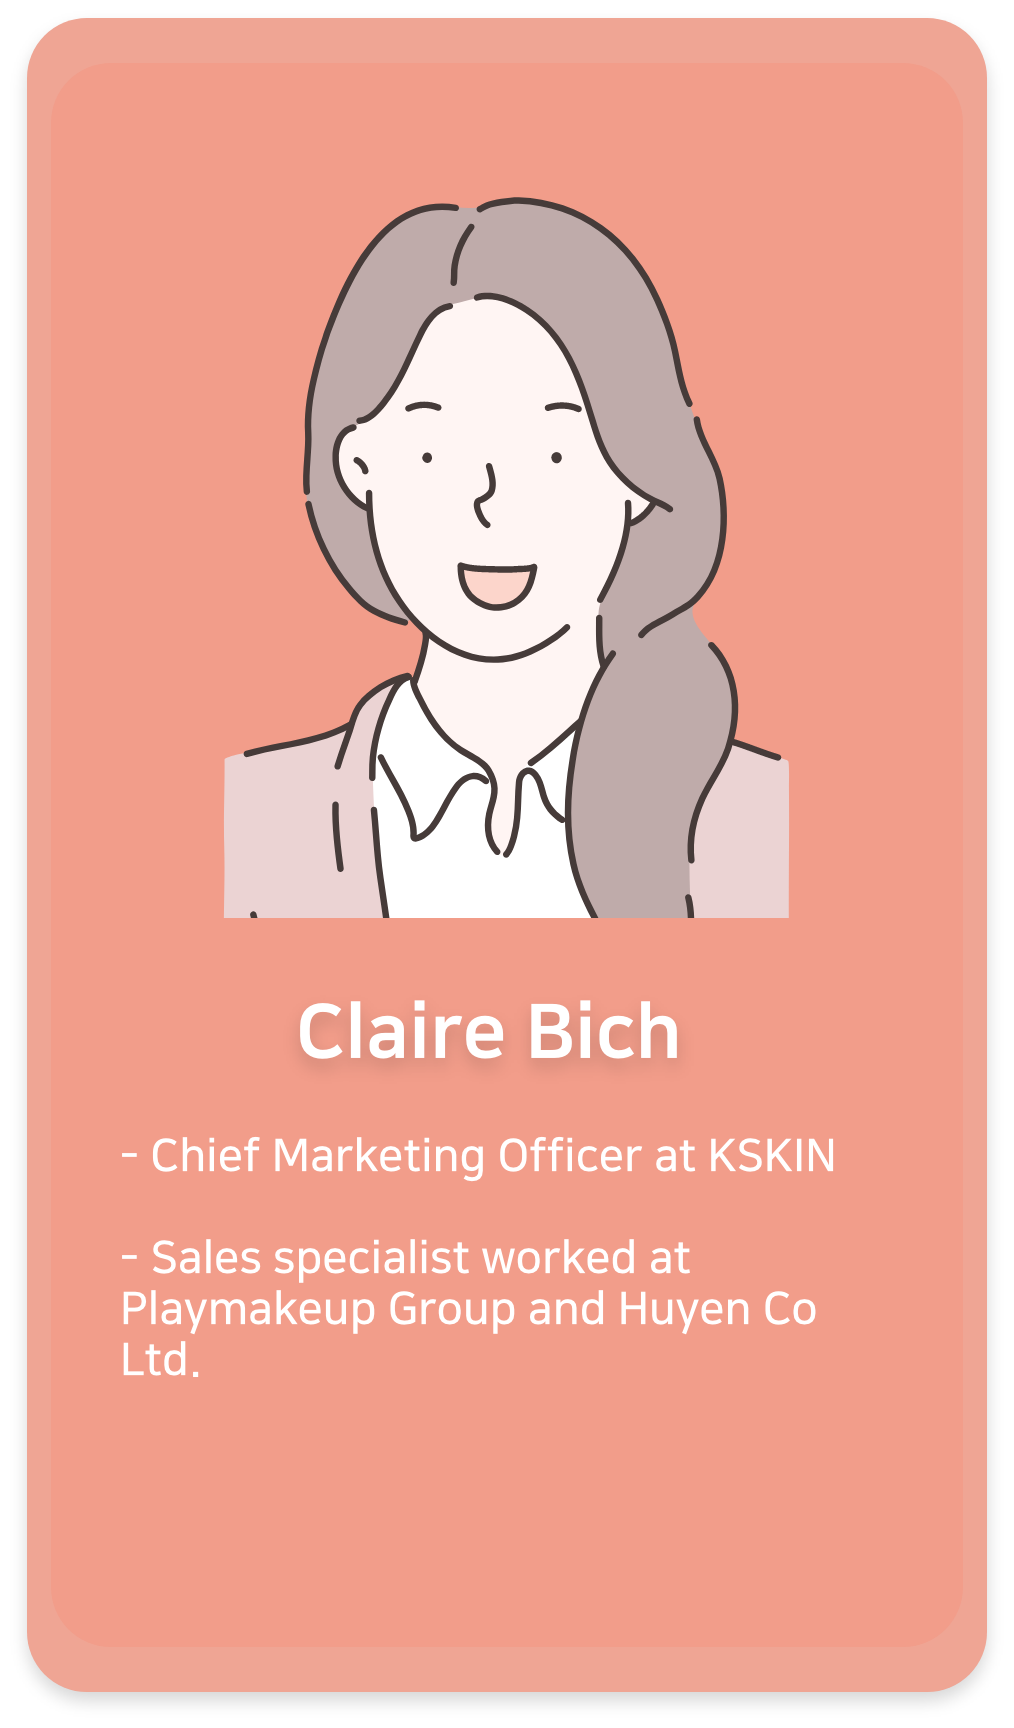 Claire Bich
- Chief Marketing Officer at KSKIN
- Sales specialist worked at
Playmakeup Group and Huyen Co
Ltd.